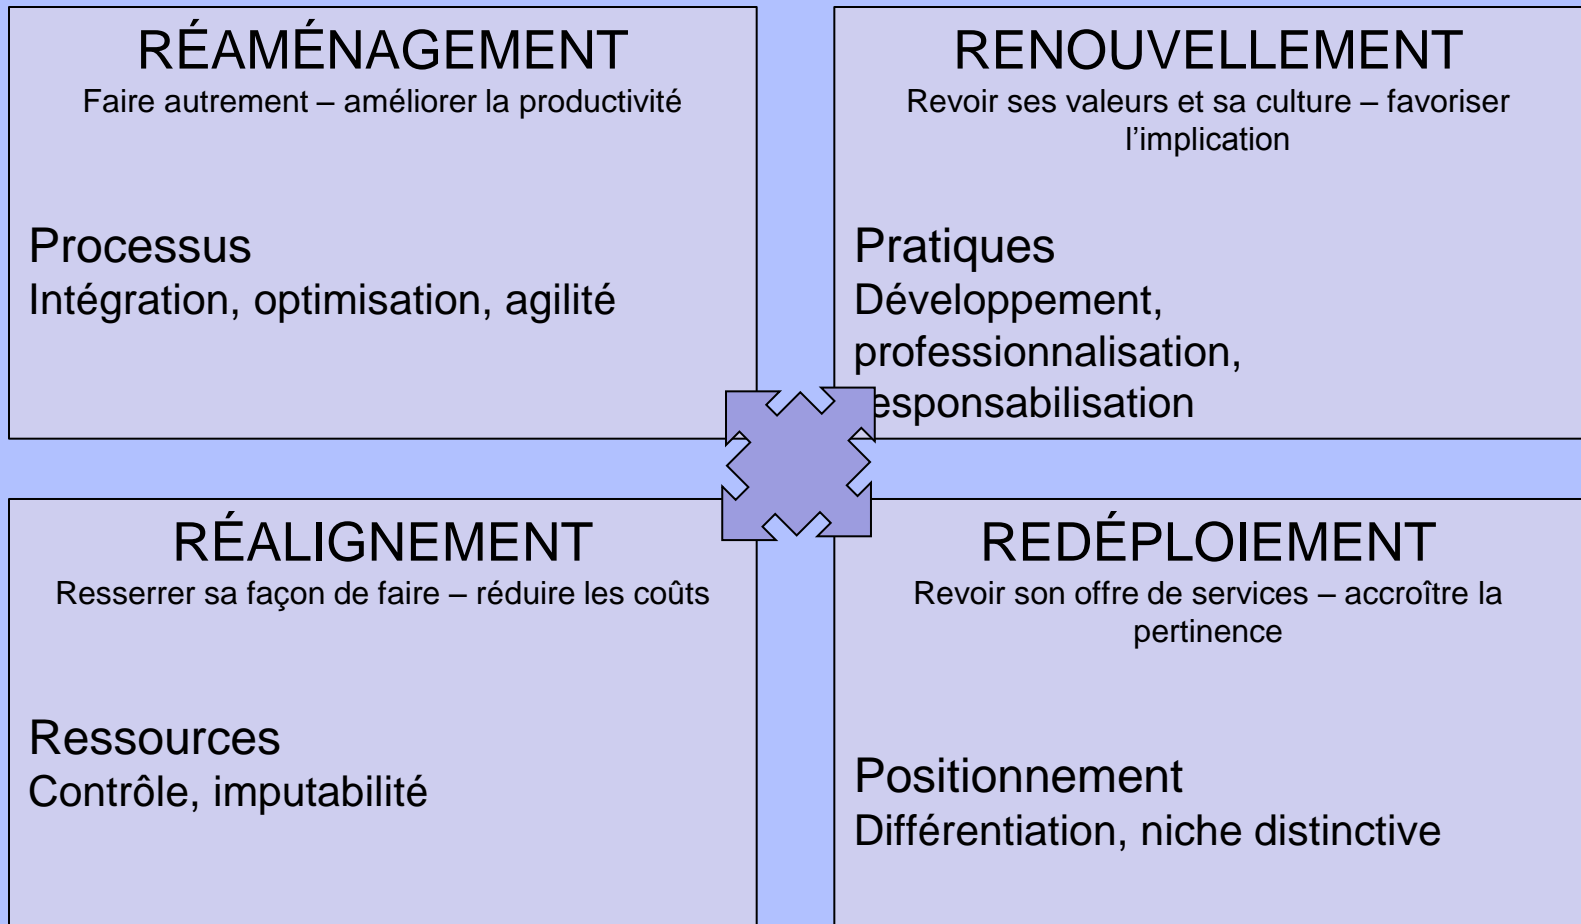 RÉAMÉNAGEMENT
Faire autrement – améliorer la productivité
Processus
Intégration, optimisation, agilité
RENOUVELLEMENT
Revoir ses valeurs et sa culture – favoriser
l’implication
Pratiques
Développement,
professionnalisation,
responsabilisation
RÉALIGNEMENT
Resserrer sa façon de faire – réduire les coûts
Ressources
Contrôle, imputabilité
REDÉPLOIEMENT
Revoir son offre de services – accroître la
pertinence
Positionnement
Différentiation, niche distinctive